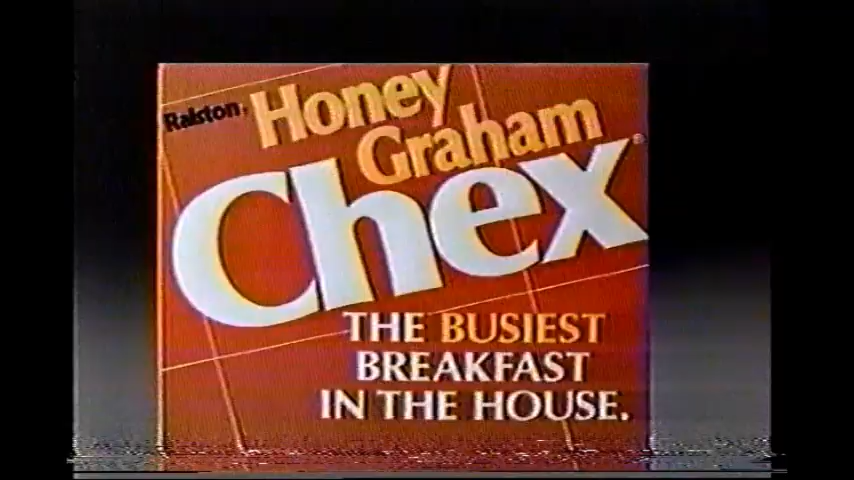 Ralston®
Honey
Graham
Chex®
THE BUSIEST
BREAKFAST
IN THE HOUSE.